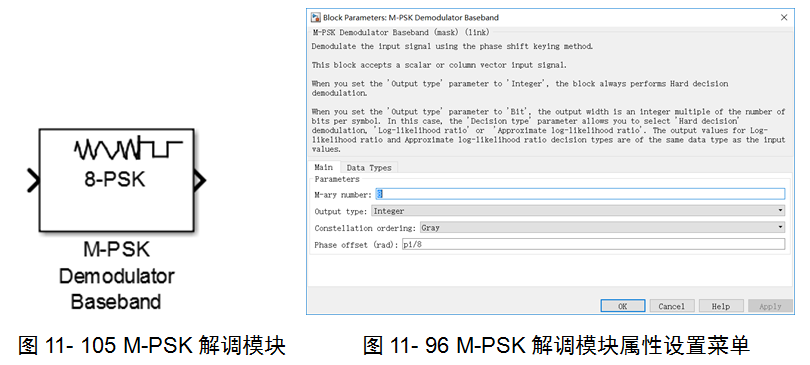 8-PSK
M-PSK
Demodulator
Baseband
图 11- 105 M-PSK 解调模块
Block Parameters: M-PSK Demodulator Baseband
M-PSK Demodulator Baseband (mask) (link)
Demodulate the input signal using the phase shift keying method.
This block accepts a scalar or column vector input signal.
When you set the 'Output type' parameter to 'Integer', the block always performs Hard decision
demodulation.
When you set the 'Output type' parameter to 'Bit', the output width is an integer multiple of the number of
bits per symbol. In this case, the 'Decision type' parameter allows you to select 'Hard decision'
demodulation, 'Log-likelihood ratio' or 'Approximate log-likelihood ratio'. The output values for Log-
likelihood ratio and Approximate log-likelihood ratio decision types are of the same data type as the input
values.
Main Data Types
Parameters
M-ary number: 8
Output type: Integer
Constellation ordering: Gray
Phase offset (rad): pi/8
OK Cancel Help Apply
图 11- 96 M-PSK 解调模块属性设置菜单